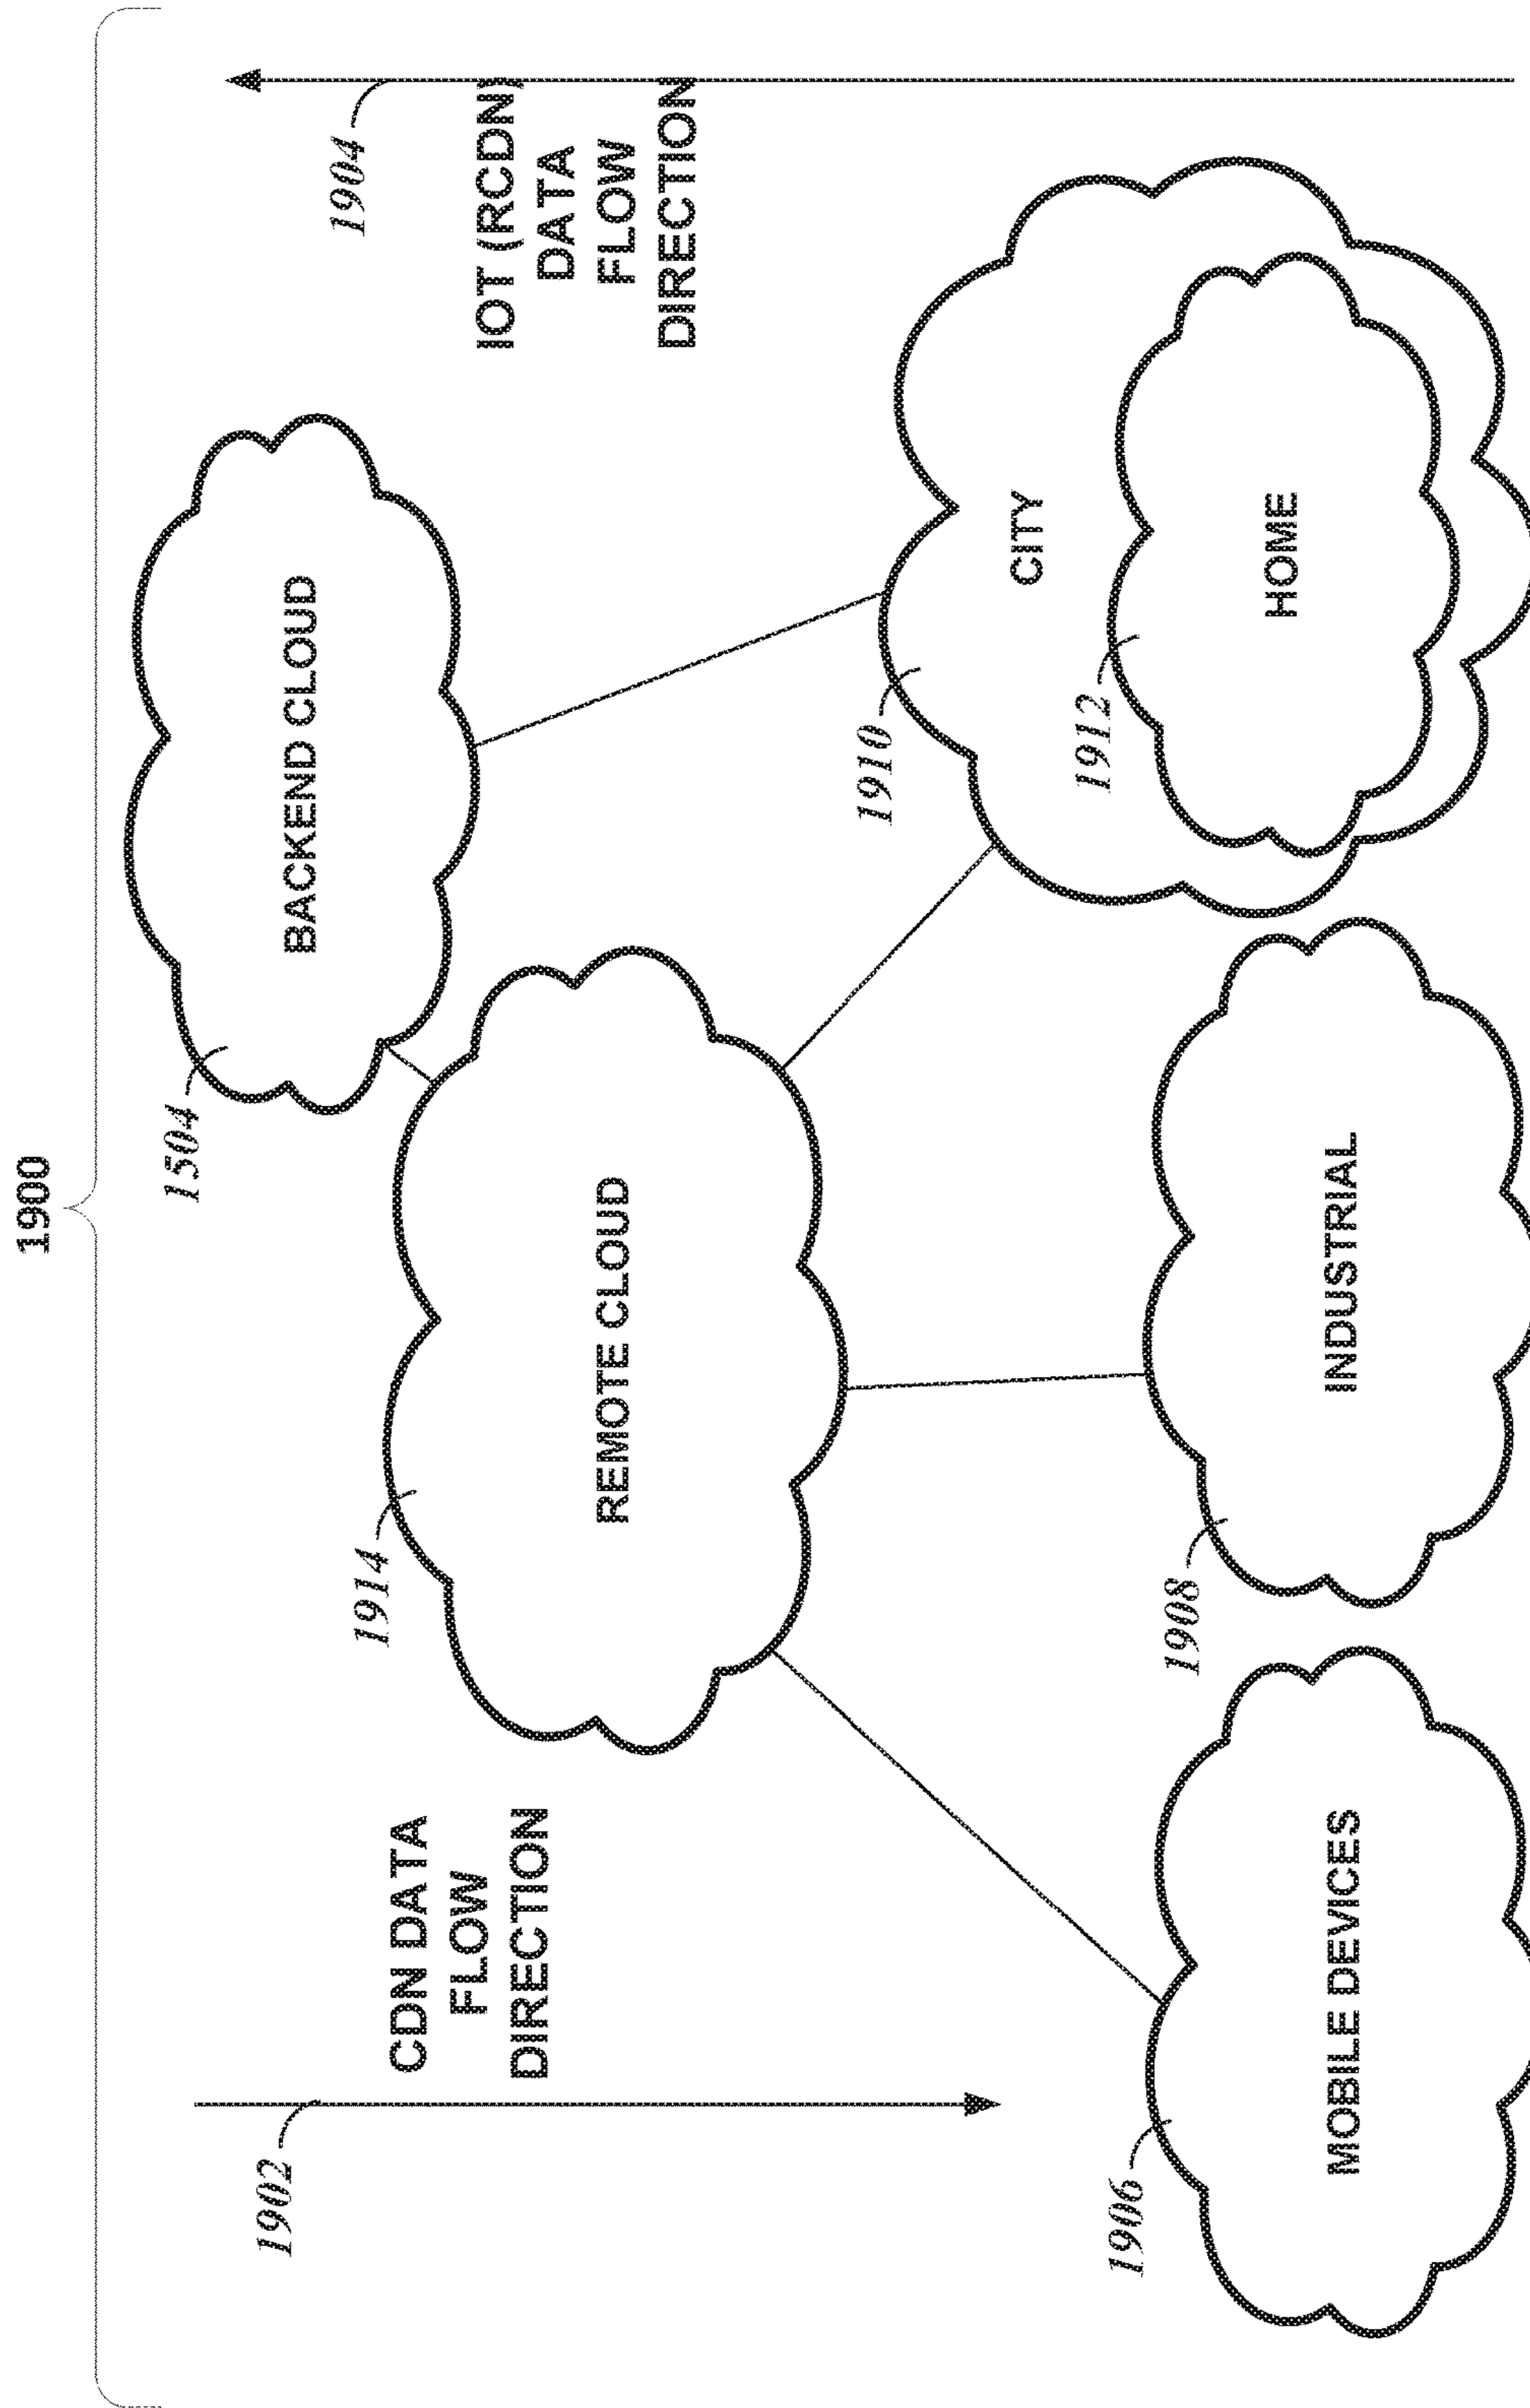 1900
1504
BACKEND CLOUD
1904
IOT (RCDN)
DATA
FLOW
DIRECTION
1902
CDN DATA
FLOW
DIRECTION
1914
REMOTE CLOUD
1910
CITY
1912
HOME
1906
MOBILE DEVICES
1908
INDUSTRIAL